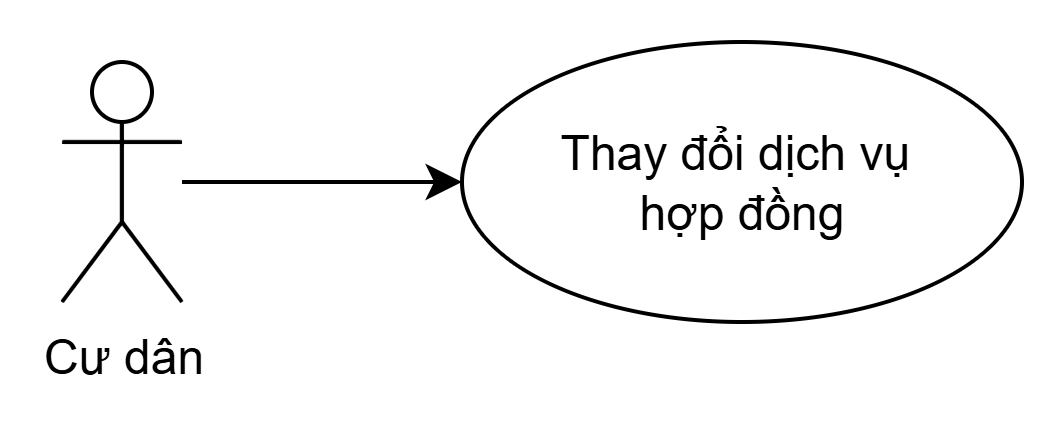 Thay đổi dịch vụ
hợp đồng
Cư dân